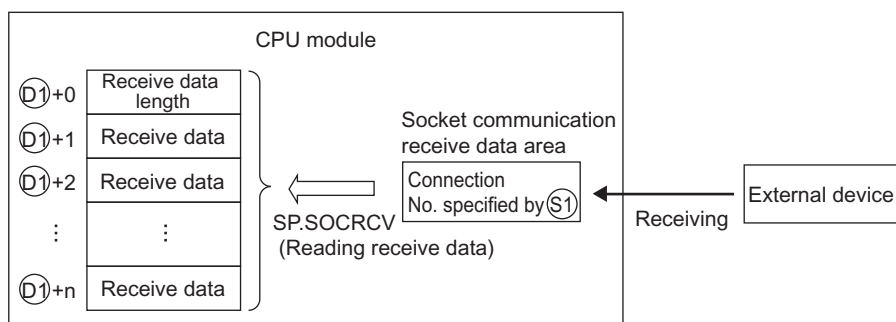 CPU module
D1+0 Receive data length
D1+1 Receive data
D1+2 Receive data
⋮ ⋮
D1+n Receive data
SP.SOCRCV
(Reading receive data)
Socket communication
receive data area
Connection
No. specified by S1
Receiving
External device